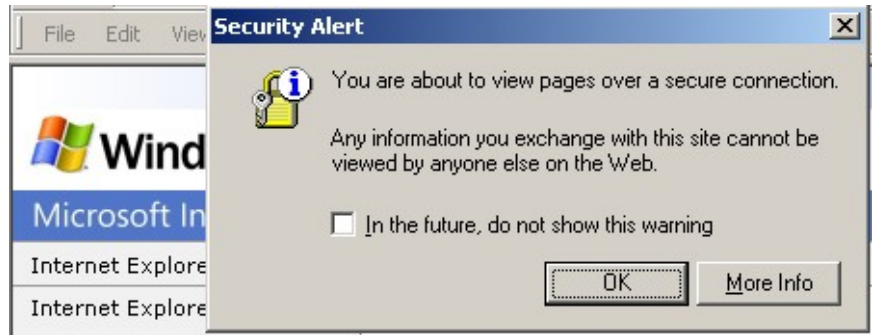 File Edit View
Security Alert
You are about to view pages over a secure connection.
Any information you exchange with this site cannot be
viewed by anyone else on the Web.
In the future, do not show this warning
OK More Info
Wind
Microsoft In
Internet Explore
Internet Explore